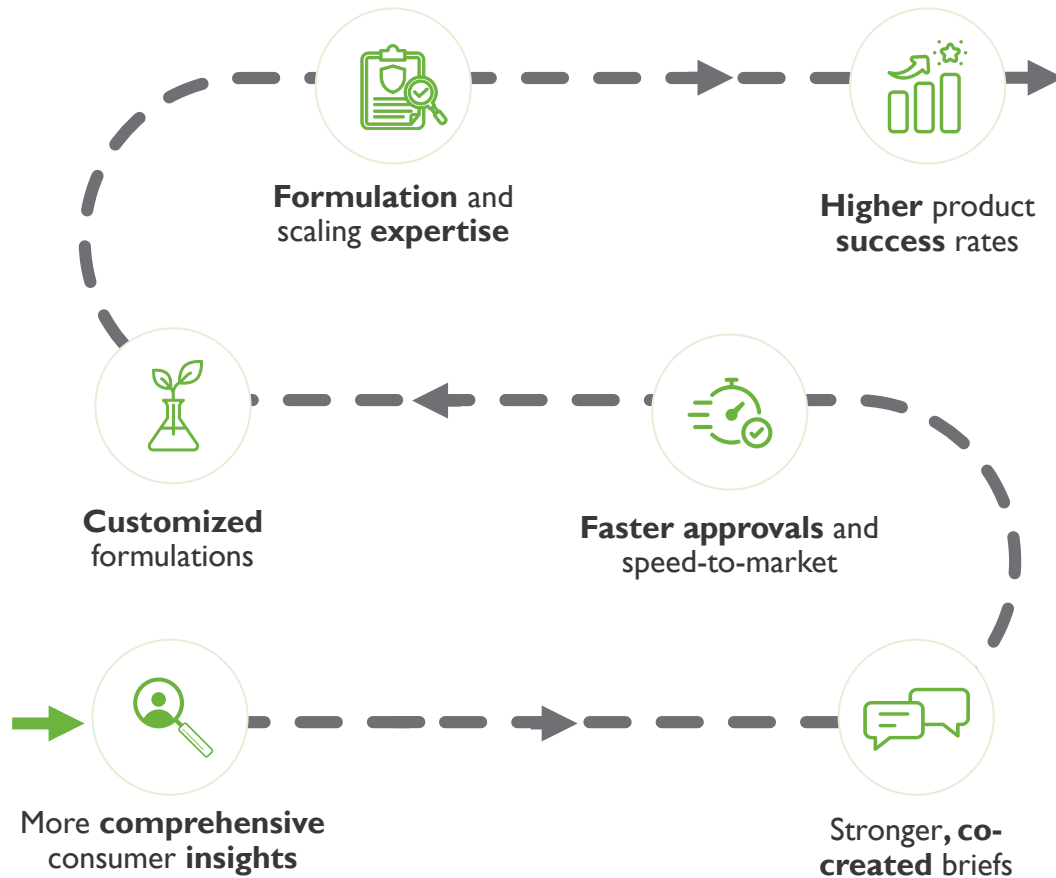 Formulation and
scaling expertise
Higher product
success rates
Customized
formulations
Faster approvals and
speed-to-market
More comprehensive
consumer insights
Stronger, co-
created briefs